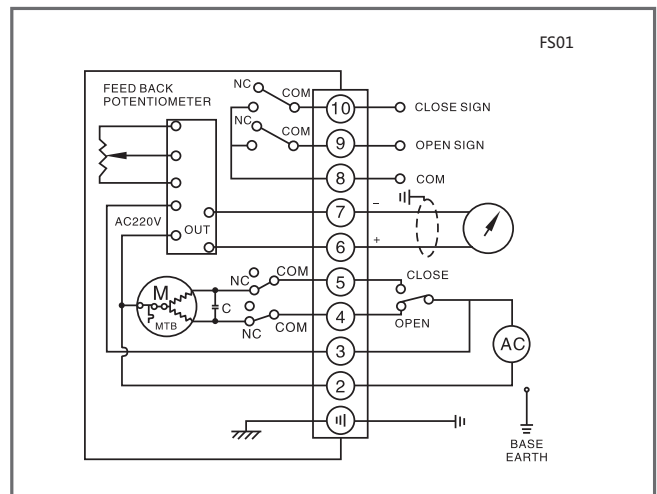 FS01
FEED BACK
POTENTIOMETER
NC
COM
10
CLOSE SIGN
NC
COM
9
OPEN SIGN
8
COM
AC220V
OUT
7
−
6
+
M
MTB
C
NC
COM
5
CLOSE
NC
COM
4
OPEN
3
AC
2
BASE
EARTH